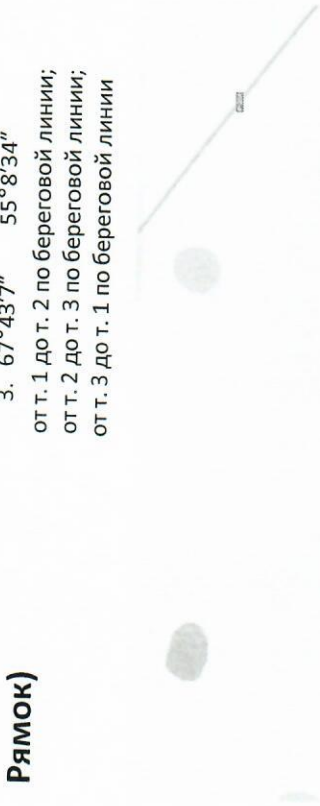 3. 67°43'7" 55°8'34"
от т. 1 до т. 2 по береговой линии;
от т. 2 до т. 3 по береговой линии;
от т. 3 до т. 1 по береговой линии
Рямок)